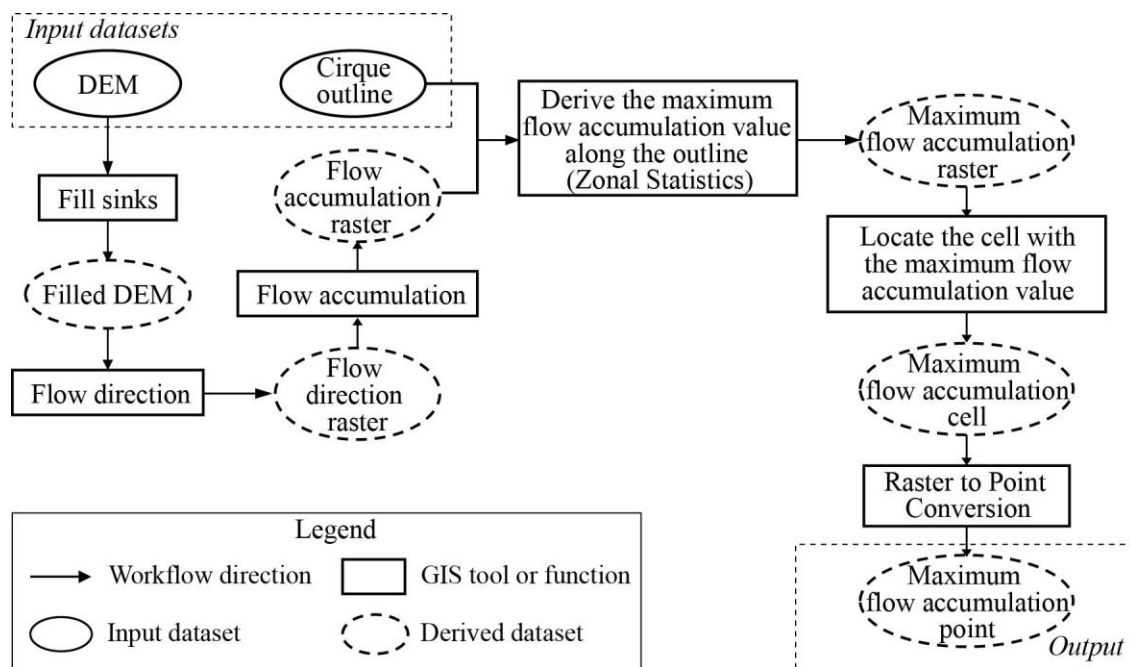 Input datasets
DEM
Cirque
outline
Fill sinks
Filled DEM
Flow direction
Flow
direction
raster
Flow accumulation
Flow
accumulation
raster
Derive the maximum
flow accumulation value
along the outline
(Zonal Statistics)
Maximum
flow accumulation
raster
Locate the cell with
the maximum flow
accumulation value
Maximum
flow accumulation
cell
Raster to Point
Conversion
Maximum
flow accumulation
point
Output
Legend
Workflow direction
GIS tool or function
Input dataset
Derived dataset